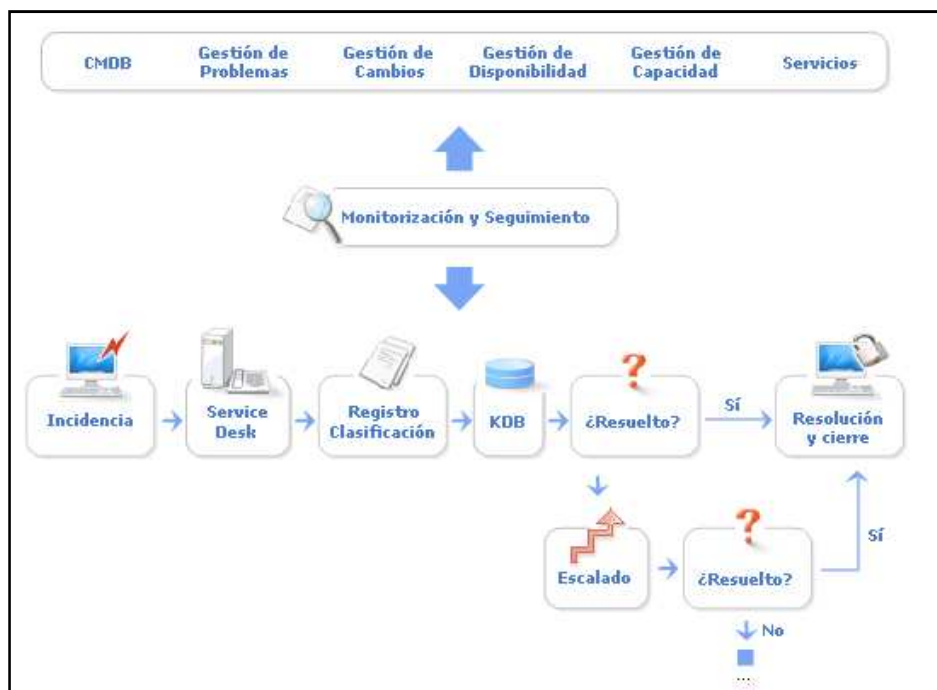 CMDB
Gestión de
Problemas
Gestión de
Cambios
Gestión de
Disponibilidad
Gestión de
Capacidad
Servicios
Monitorización y Seguimiento
Incidencia
Service
Desk
Registro
Clasificación
KDB
¿Resuelto?
Sí
Resolución
y cierre
Escalado
¿Resuelto?
Sí
No
...